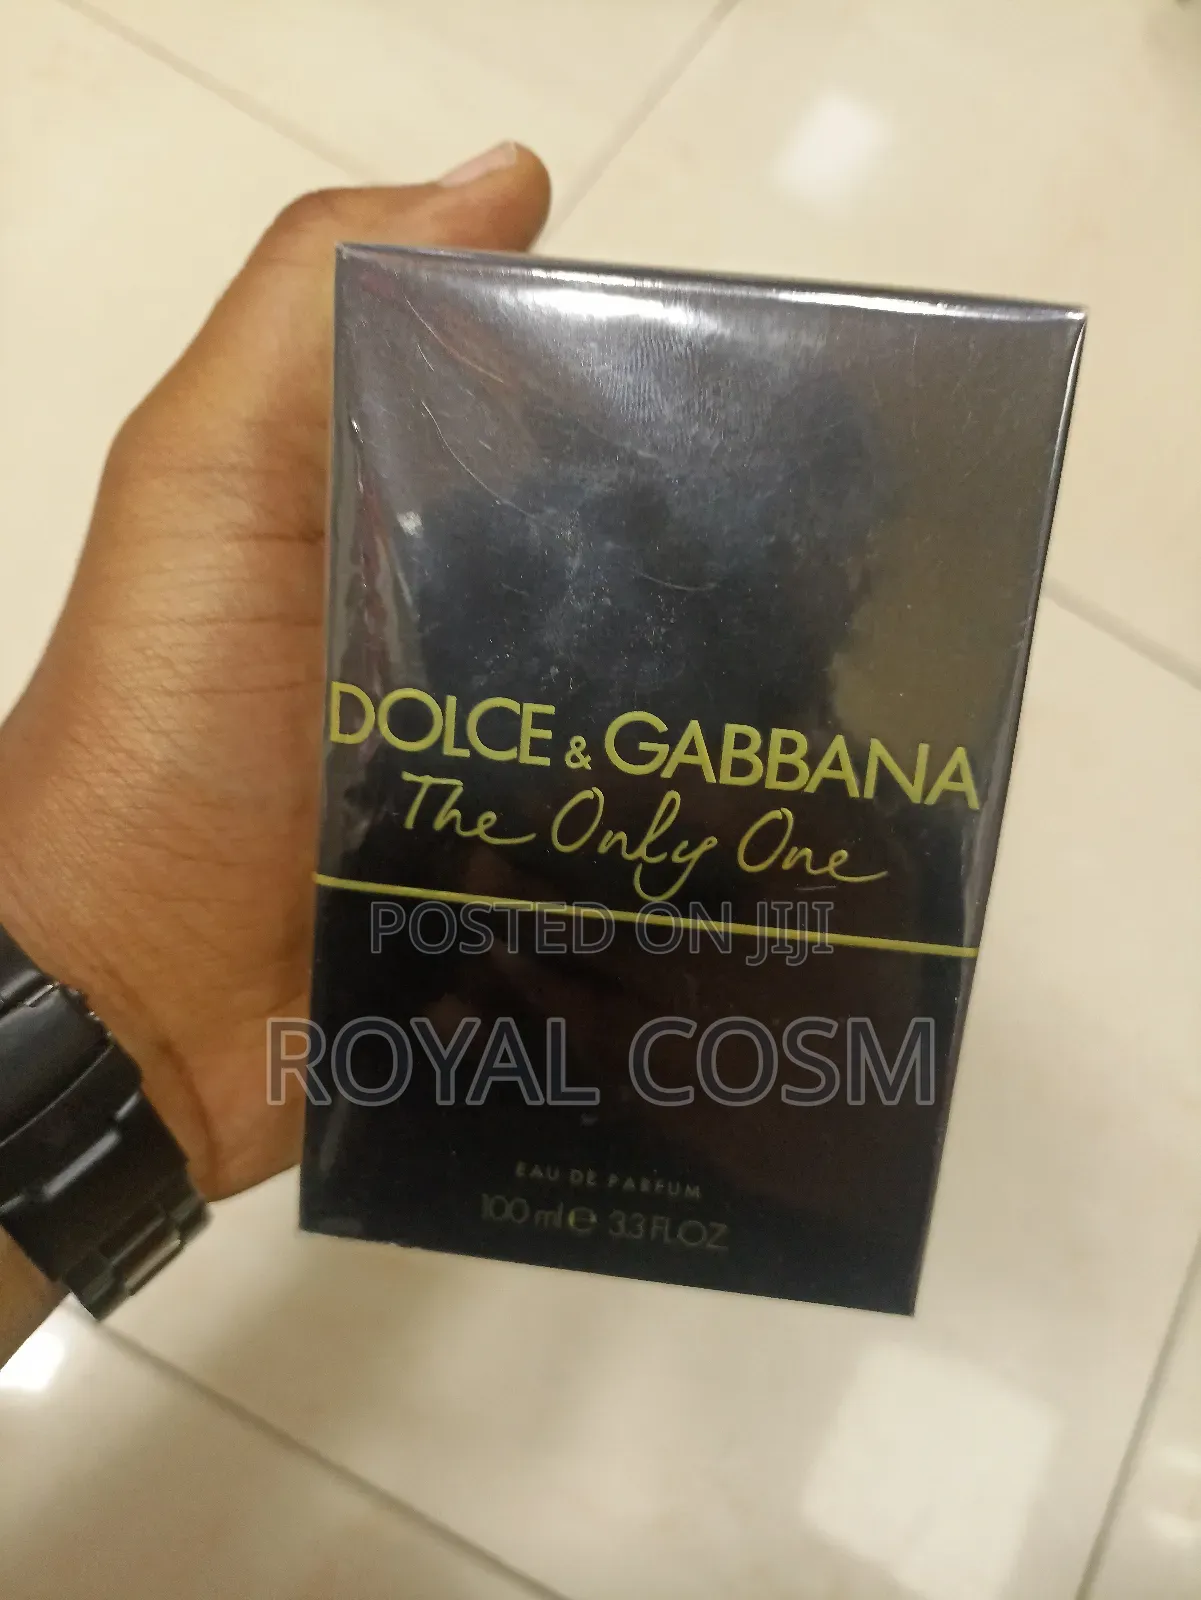 DOLCE & GABBANA
The Only One
POSTED ON JIJI
ROYAL COSM
EAU DE PARFUM
100 ml e 3.3 FL.OZ